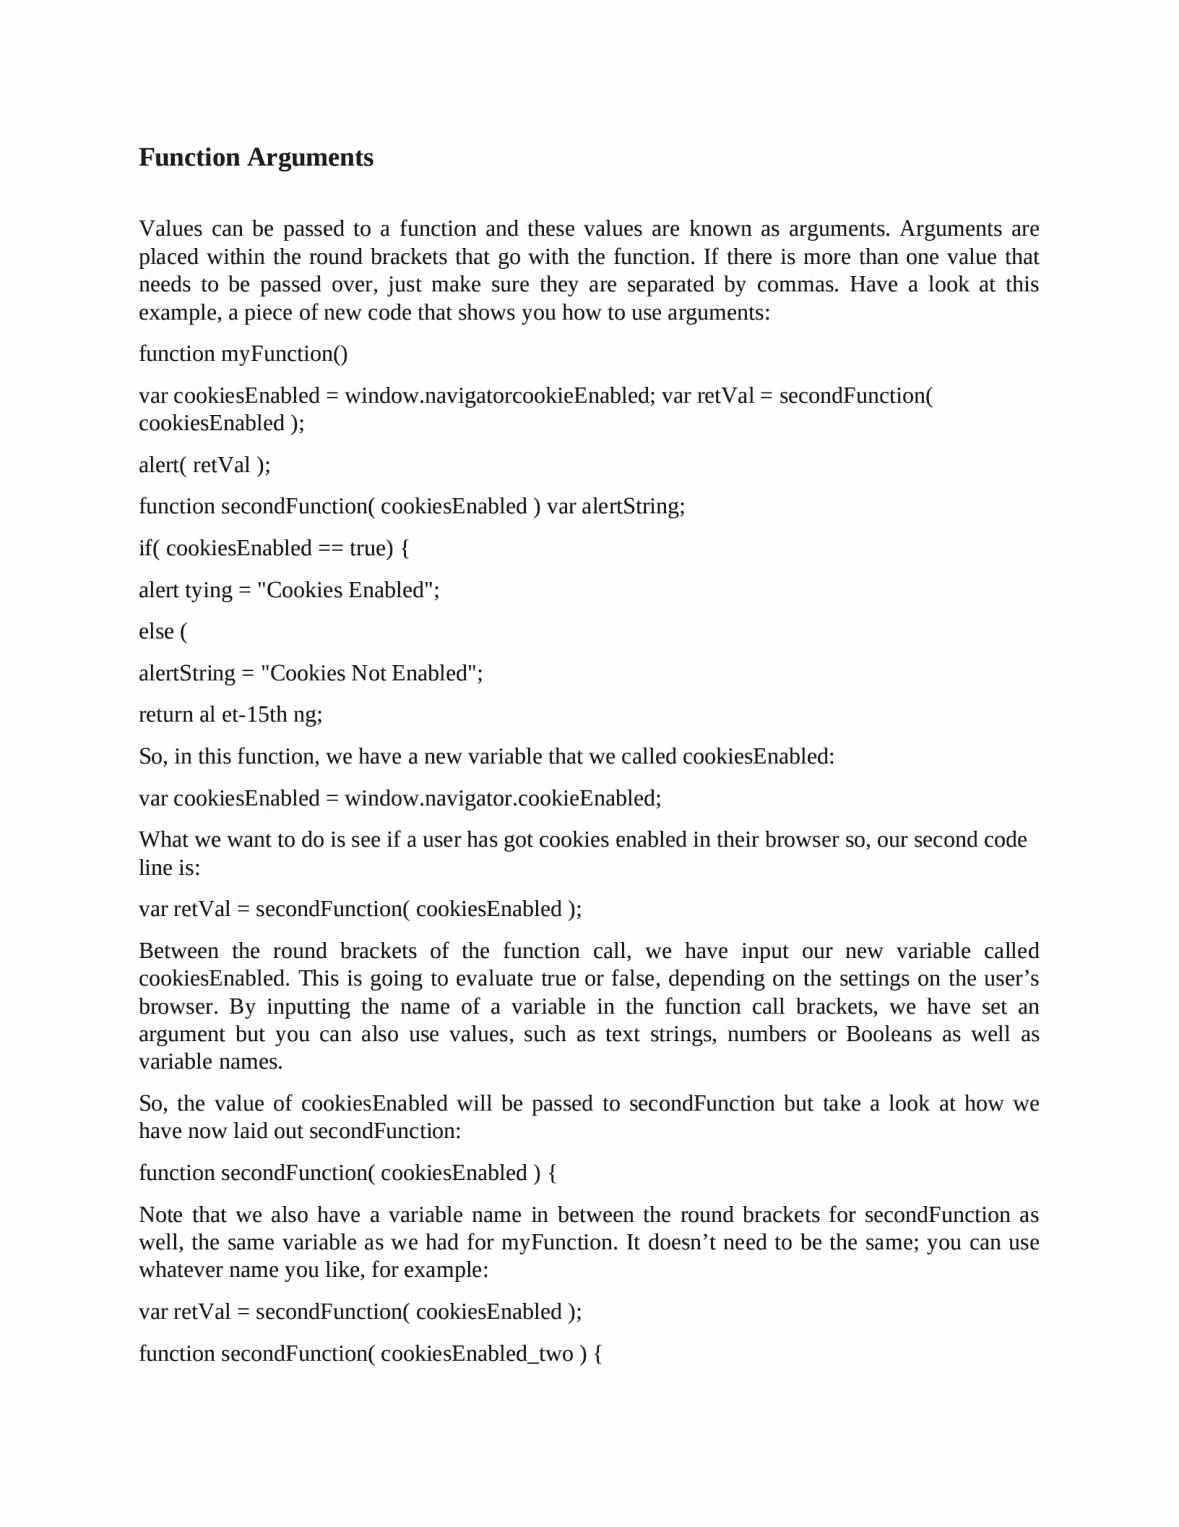 Function Arguments
Values can be passed to a function and these values are known as arguments. Arguments are
placed within the round brackets that go with the function. If there is more than one value that
needs to be passed over, just make sure they are separated by commas. Have a look at this
example, a piece of new code that shows you how to use arguments:
function myFunction()
var cookiesEnabled = window.navigatorcookieEnabled; var retVal = secondFunction(
cookiesEnabled );
alert( retVal );
function secondFunction( cookiesEnabled ) var alertString;
if( cookiesEnabled == true) {
alert tying = "Cookies Enabled";
else (
alertString = "Cookies Not Enabled";
return al et-15th ng;
So, in this function, we have a new variable that we called cookiesEnabled:
var cookiesEnabled = window.navigator.cookieEnabled;
What we want to do is see if a user has got cookies enabled in their browser so, our second code
line is:
var retVal = secondFunction( cookiesEnabled );
Between the round brackets of the function call, we have input our new variable called
cookiesEnabled. This is going to evaluate true or false, depending on the settings on the user’s
browser. By inputting the name of a variable in the function call brackets, we have set an
argument but you can also use values, such as text strings, numbers or Booleans as well as
variable names.
So, the value of cookiesEnabled will be passed to secondFunction but take a look at how we
have now laid out secondFunction:
function secondFunction( cookiesEnabled ) {
Note that we also have a variable name in between the round brackets for secondFunction as
well, the same variable as we had for myFunction. It doesn’t need to be the same; you can use
whatever name you like, for example:
var retVal = secondFunction( cookiesEnabled );
function secondFunction( cookiesEnabled_two ) {